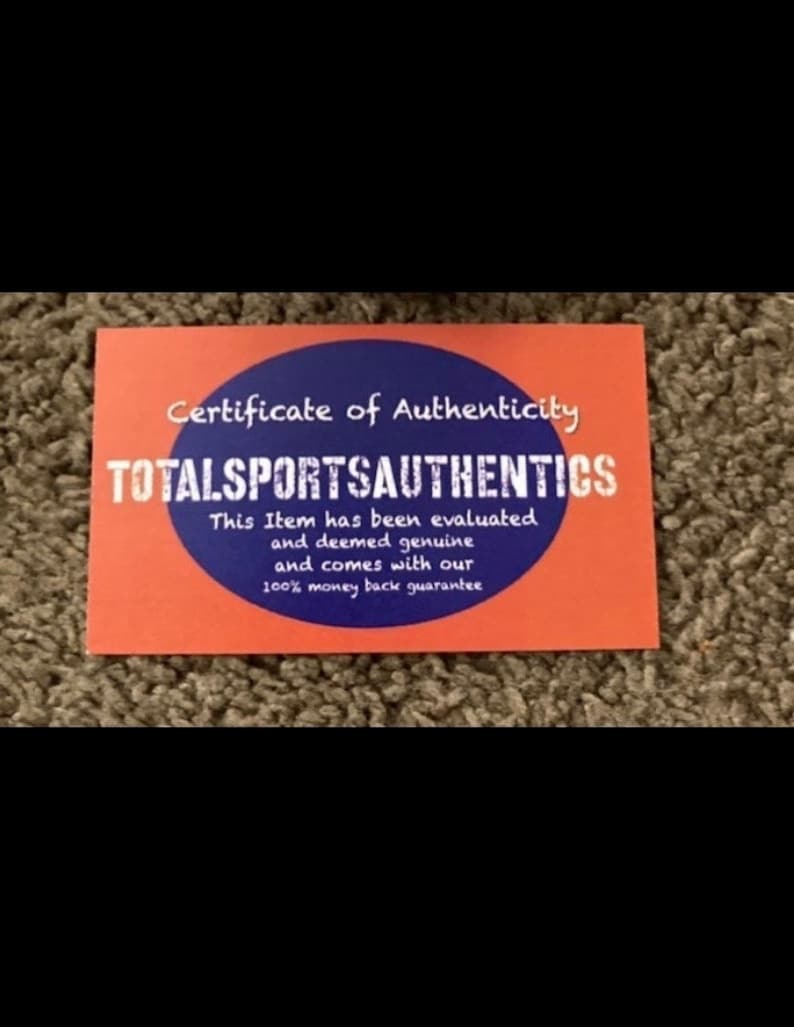 Certificate of Authenticity
TOTALSPORTSAUTHENTICS
This Item has been evaluated
and deemed genuine
and comes with our
100% money back guarantee